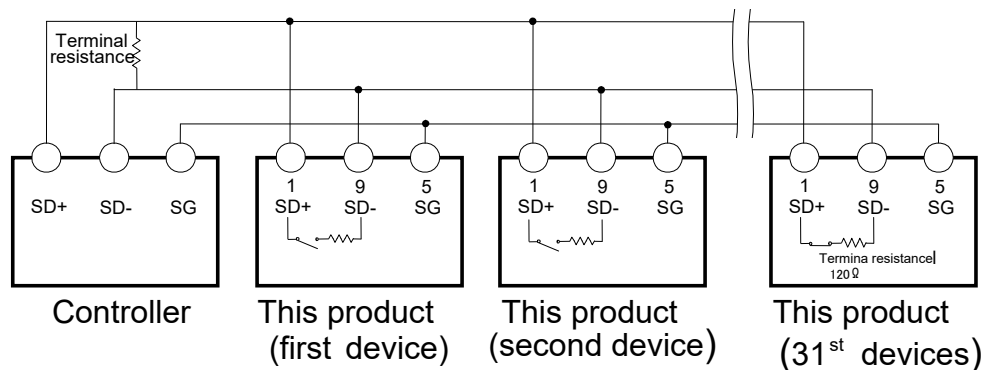 Terminal
resistance
1 9 5
1 9 5
1 9 5
SD+ SD- SG
SD+ SD- SG
SD+ SD- SG
SD+ SD- SG
Termina resistancel
120Ω
Controller
This product
(first device)
This product
(second device)
This product
(31st devices)